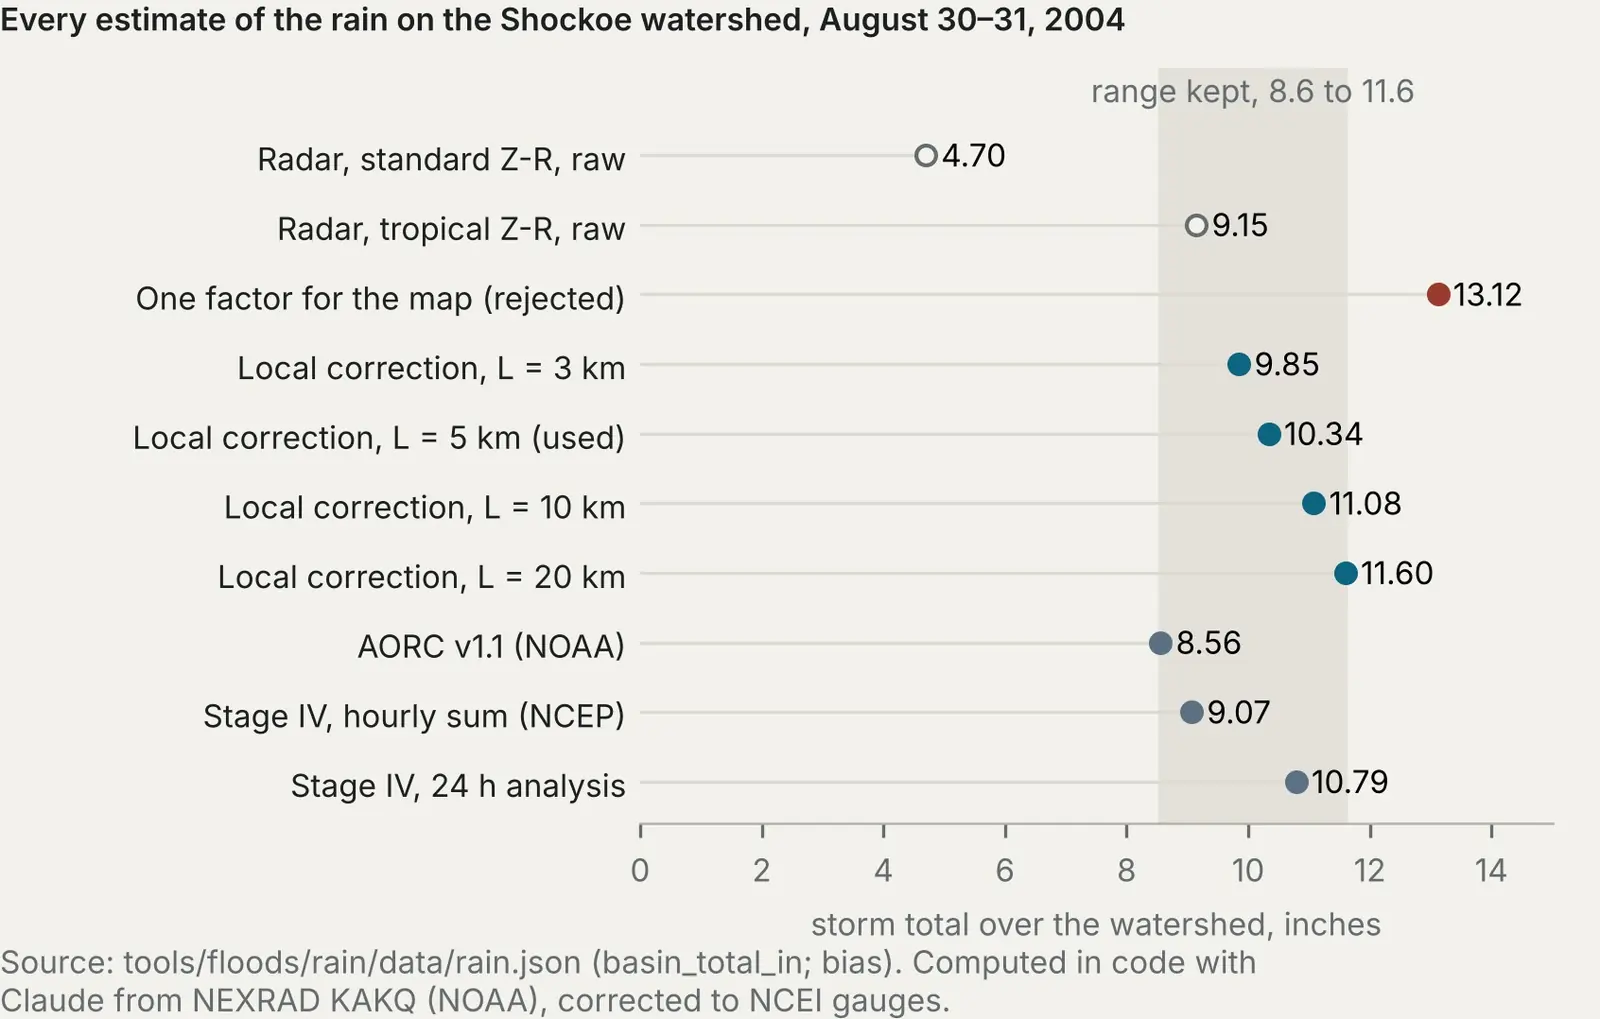 Every estimate of the rain on the Shockoe watershed, August 30–31, 2004
range kept, 8.6 to 11.6
Radar, standard Z-R, raw 4.70
Radar, tropical Z-R, raw 9.15
One factor for the map (rejected) 13.12
Local correction, L = 3 km 9.85
Local correction, L = 5 km (used) 10.34
Local correction, L = 10 km 11.08
Local correction, L = 20 km 11.60
AORC v1.1 (NOAA) 8.56
Stage IV, hourly sum (NCEP) 9.07
Stage IV, 24 h analysis 10.79
0 2 4 6 8 10 12 14
storm total over the watershed, inches
Source: tools/floods/rain/data/rain.json (basin_total_in; bias). Computed in code with
Claude from NEXRAD KAKQ (NOAA), corrected to NCEI gauges.